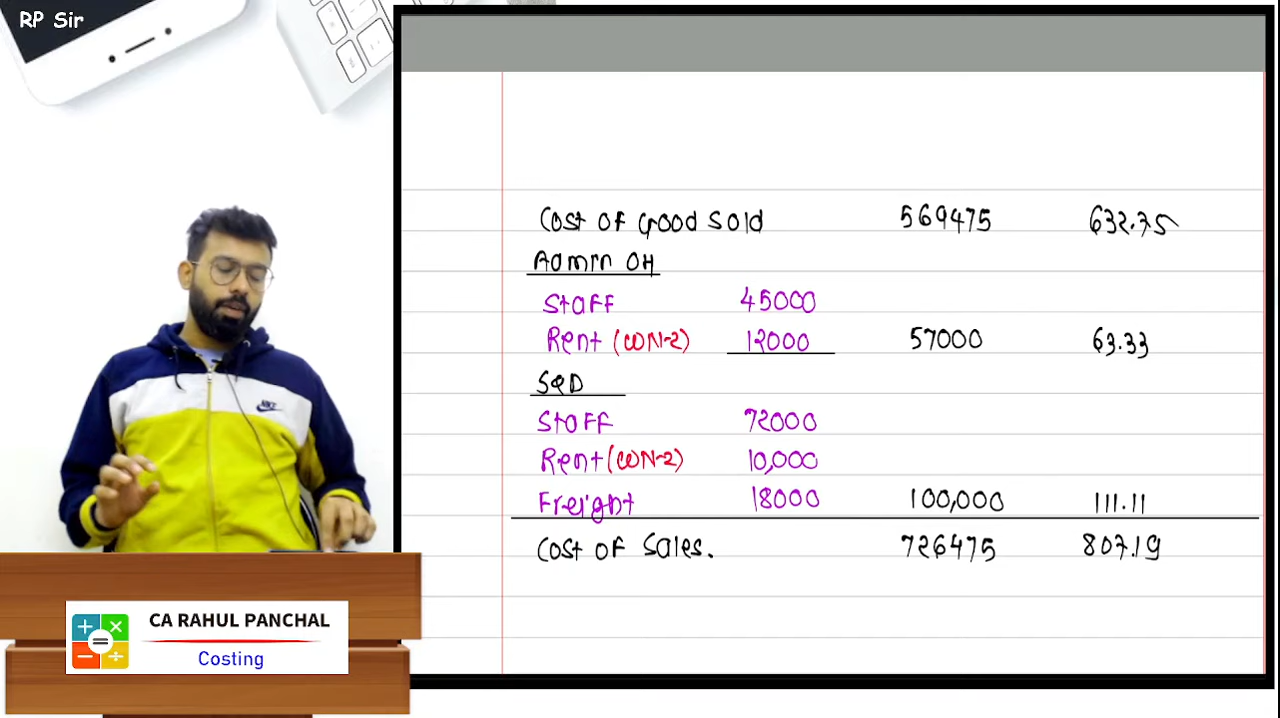 RP Sir
Cost of Good Sold 569475 632.75
Admin OH
Staff 45000
Rent (WN-2) 12000 57000 63.33
S&D
Staff 72000
Rent (WN-2) 10,000
Freight 18000 100,000 111.11
Cost of Sales. 726475 807.19
CA RAHUL PANCHAL
Costing